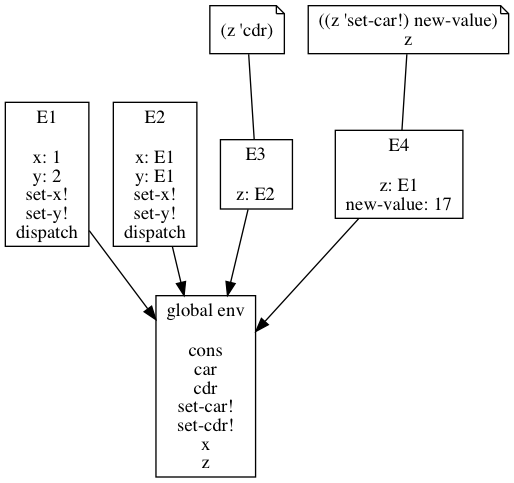 (z 'cdr)
((z 'set-car!) new-value)
z
E1
x: 1
y: 2
set-x!
set-y!
dispatch
E2
x: E1
y: E1
set-x!
set-y!
dispatch
E3
z: E2
E4
z: E1
new-value: 17
global env
cons
car
cdr
set-car!
set-cdr!
x
z